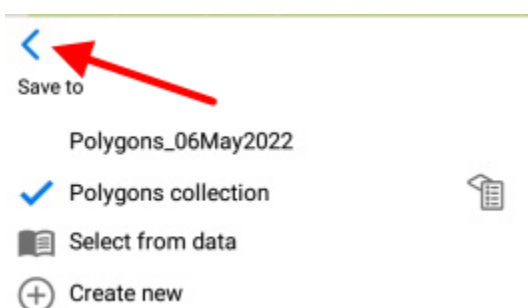 Save to
Polygons_06May2022
Polygons collection
Select from data
Create new